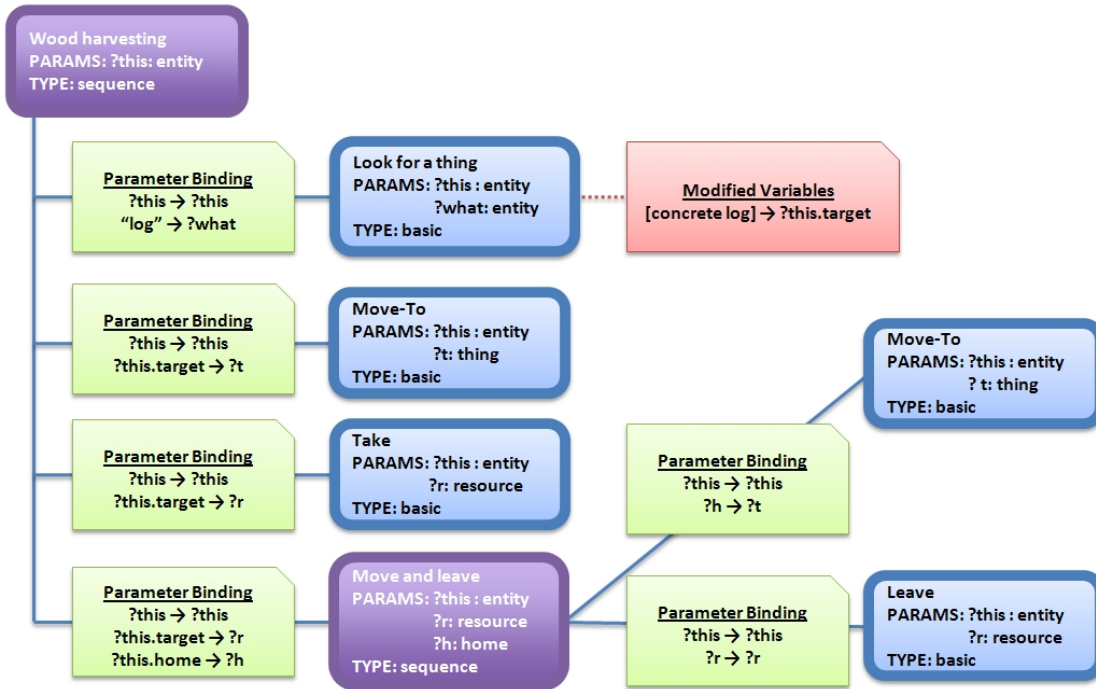 Wood harvesting
PARAMS: ?this: entity
TYPE: sequence
Parameter Binding
?this → ?this
“log” → ?what
Look for a thing
PARAMS: ?this : entity
?what: entity
TYPE: basic
Modified Variables
[concrete log] → ?this.target
Parameter Binding
?this → ?this
?this.target → ?t
Move-To
PARAMS: ?this : entity
?t: thing
TYPE: basic
Move-To
PARAMS: ?this : entity
? t: thing
TYPE: basic
Parameter Binding
?this → ?this
?this.target → ?r
Take
PARAMS: ?this : entity
?r: resource
TYPE: basic
Parameter Binding
?this → ?this
?h → ?t
Parameter Binding
?this → ?this
?this.target → ?r
?this.home → ?h
Move and leave
PARAMS: ?this : entity
?r: resource
?h: home
TYPE: sequence
Parameter Binding
?this → ?this
?r → ?r
Leave
PARAMS: ?this : entity
?r: resource
TYPE: basic